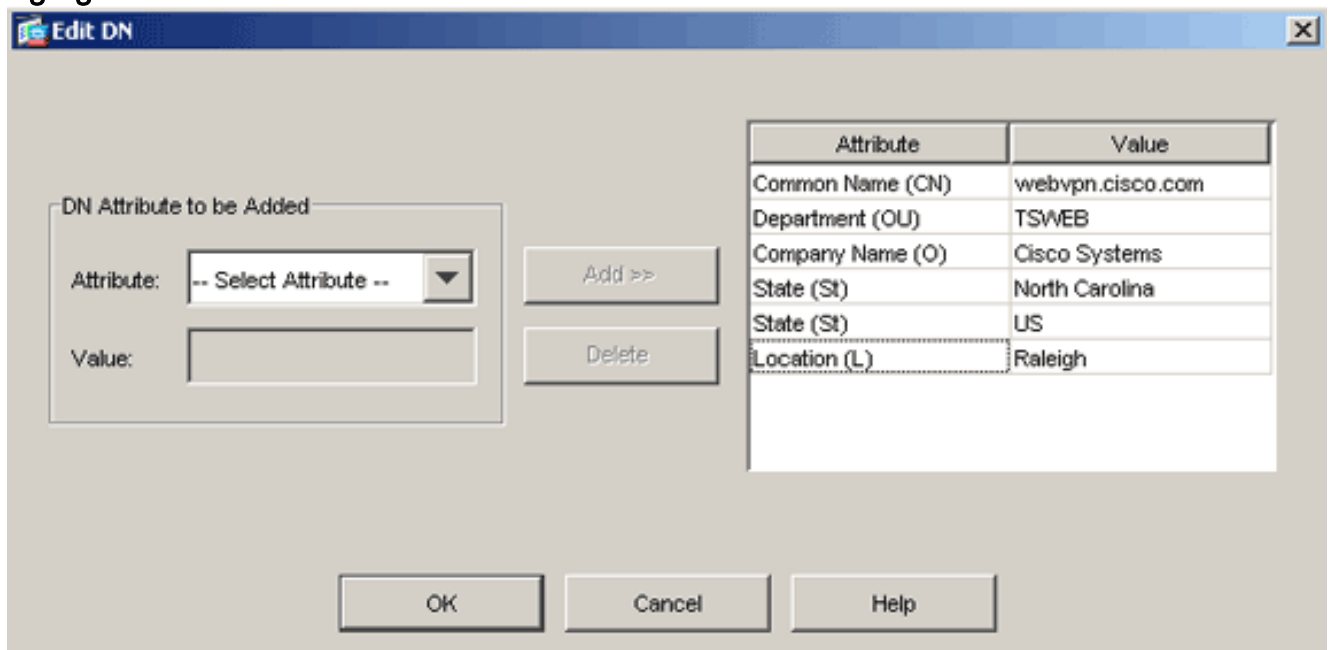 Edit DN
DN Attribute to be Added
Attribute: -- Select Attribute --
Value:
Add >>
Delete
Attribute Value
Common Name (CN) webvpn.cisco.com
Department (OU) TSWEB
Company Name (O) Cisco Systems
State (St) North Carolina
State (St) US
Location (L) Raleigh
OK Cancel Help